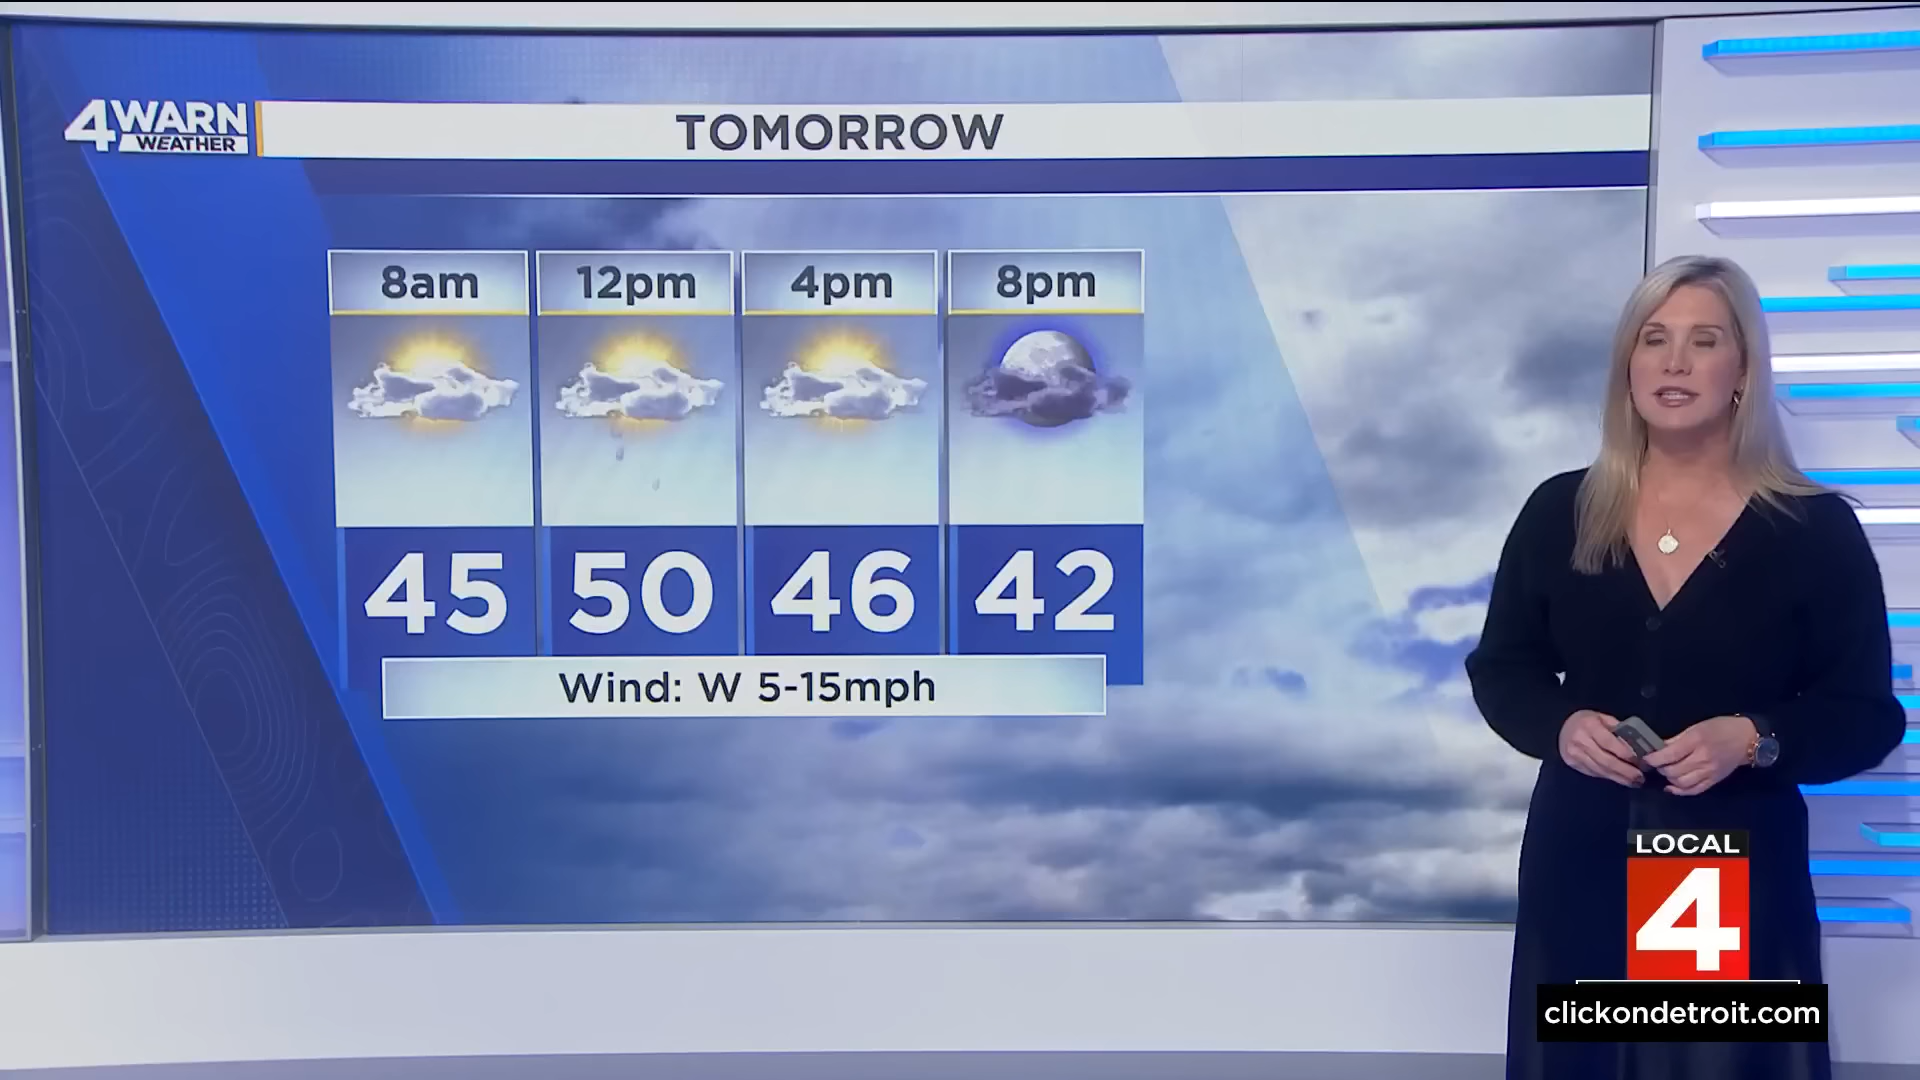 4WARN
WEATHER
TOMORROW
8am 12pm 4pm 8pm
45 50 46 42
Wind: W 5-15mph
LOCAL
4
clickondetroit.com